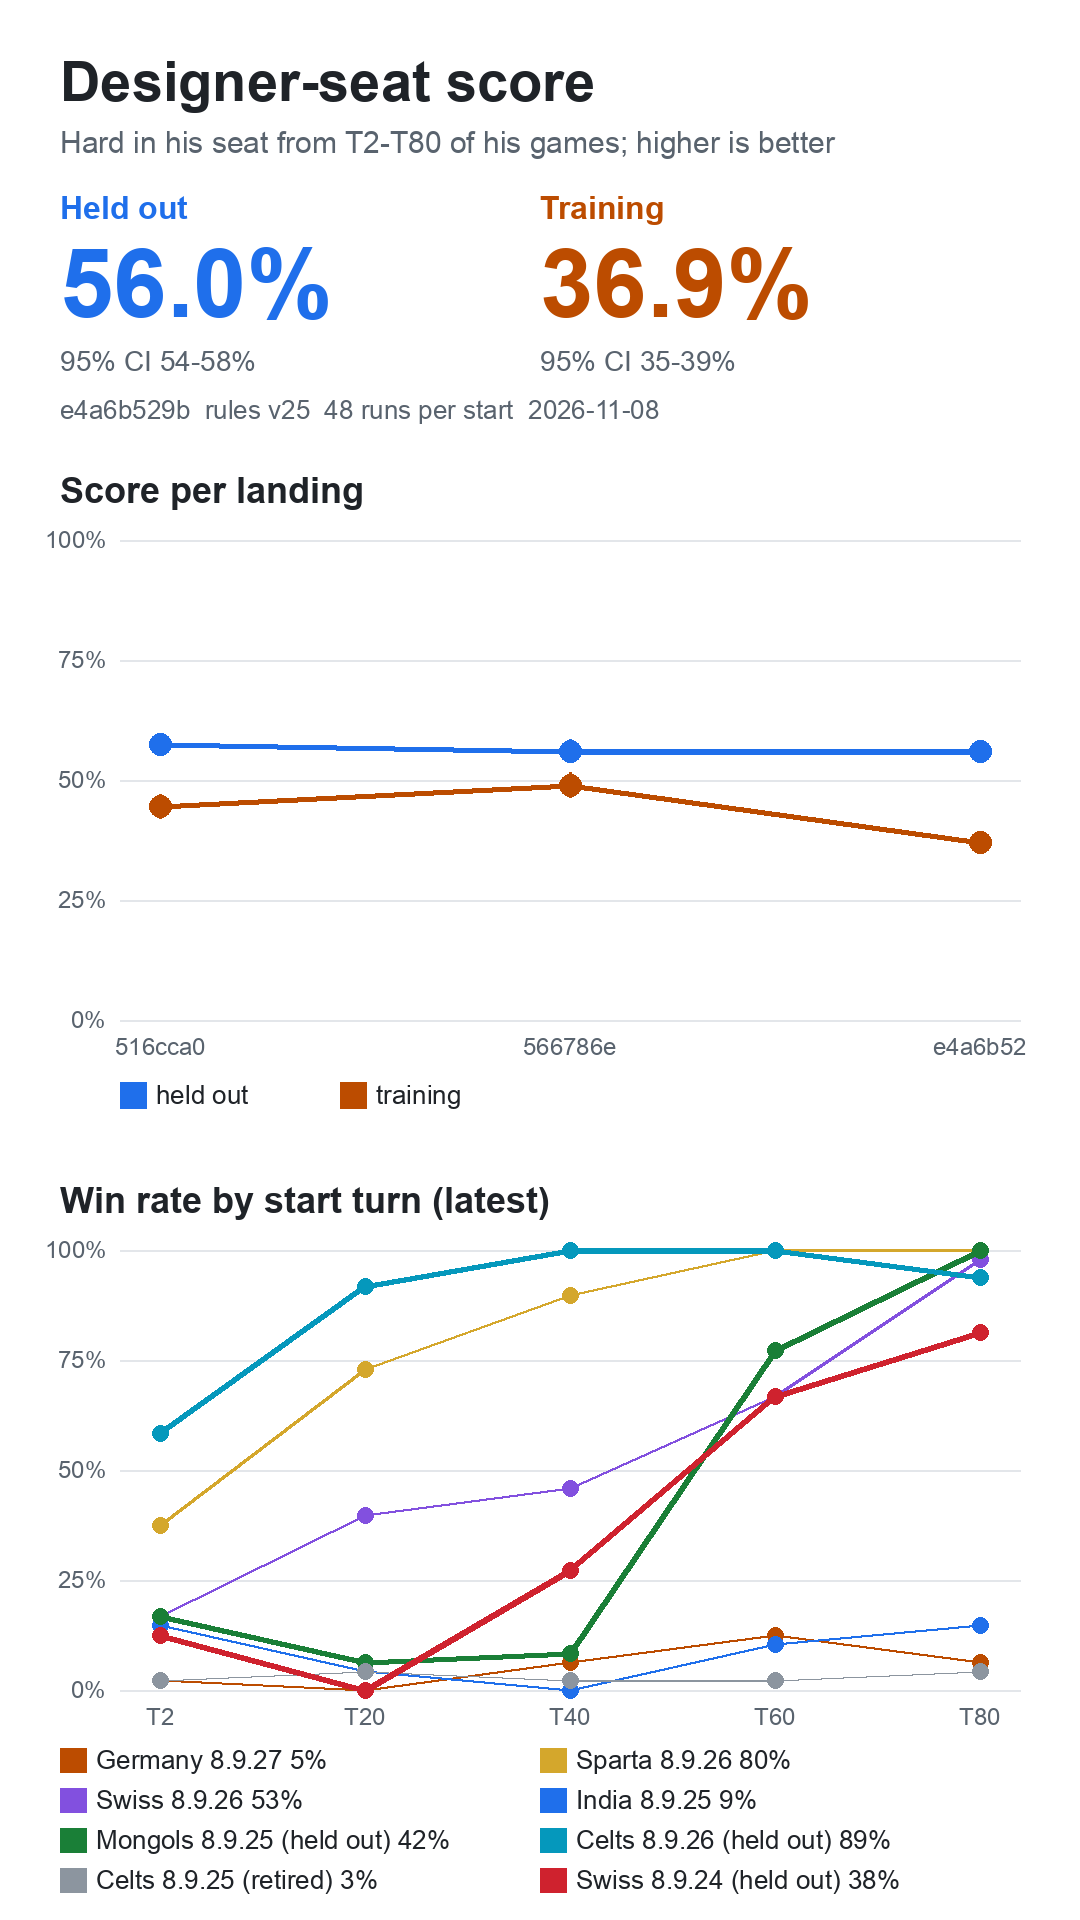 Designer-seat score
Hard in his seat from T2-T80 of his games; higher is better
Held out
Training
56.0%
36.9%
95% CI 54-58%
95% CI 35-39%
e4a6b529b rules v25 48 runs per start 2026-11-08
Score per landing
100%
75%
50%
25%
0%
516cca0
566786e
e4a6b52
held out
training
Win rate by start turn (latest)
100%
75%
50%
25%
0%
T2
T20
T40
T60
T80
Germany 8.9.27 5%
Sparta 8.9.26 80%
Swiss 8.9.26 53%
India 8.9.25 9%
Mongols 8.9.25 (held out) 42%
Celts 8.9.26 (held out) 89%
Celts 8.9.25 (retired) 3%
Swiss 8.9.24 (held out) 38%